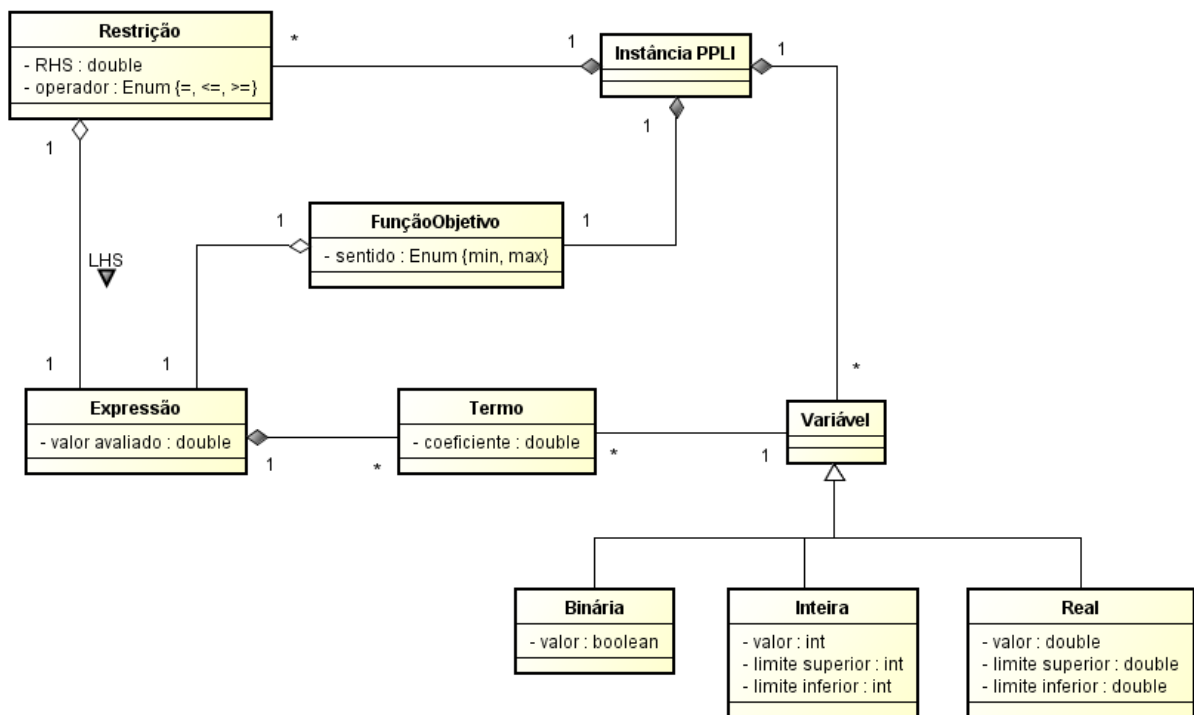 Restrição
- RHS : double
- operador : Enum {=, <=, >=}
*
1
Instância PPLI
1
1
1
FunçãoObjetivo
- sentido : Enum {min, max}
1
1
LHS
1
1
*
Expressão
- valor avaliado : double
1
*
Termo
- coeficiente : double
*
1
Variável
Binária
- valor : boolean
Inteira
- valor : int
- limite superior : int
- limite inferior : int
Real
- valor : double
- limite superior : double
- limite inferior : double